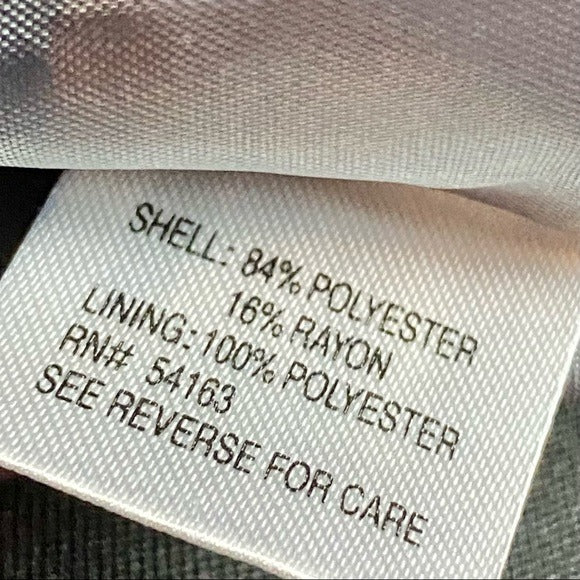 SHELL: 84% POLYESTER
16% RAYON
LINING: 100% POLYESTER
RN# 54163
SEE REVERSE FOR CARE